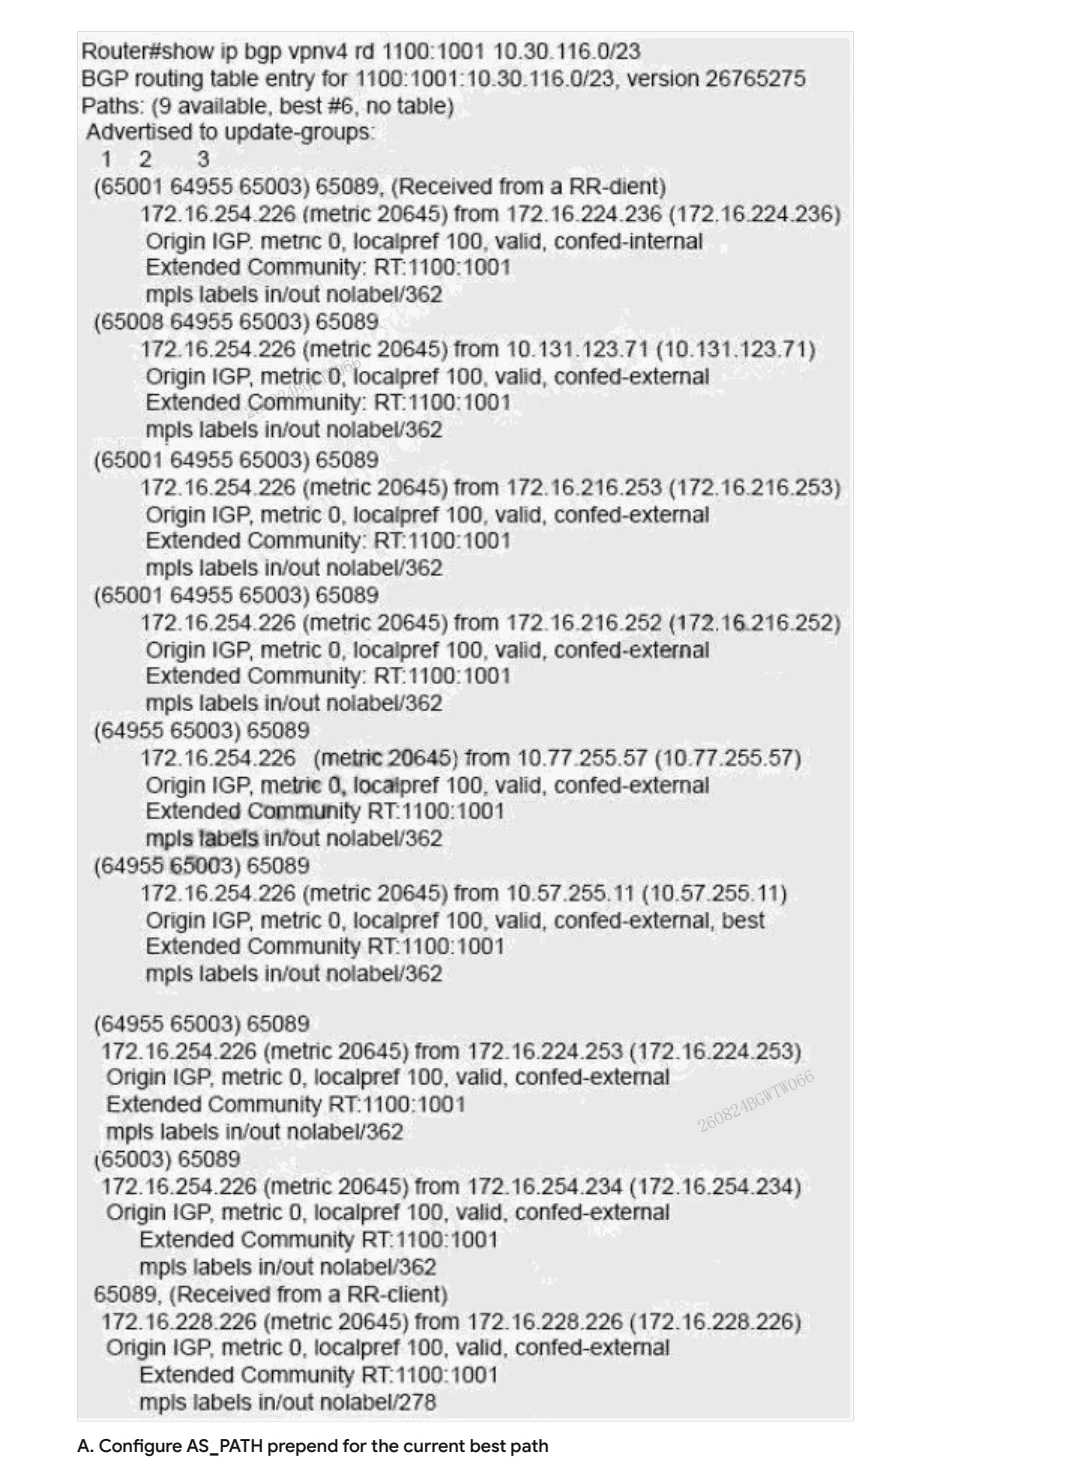 Router#show ip bgp vpnv4 rd 1100:1001 10.30.116.0/23
BGP routing table entry for 1100:1001:10.30.116.0/23, version 26765275
Paths: (9 available, best #6, no table)
Advertised to update-groups:
1 2 3
(65001 64955 65003) 65089, (Received from a RR-dient)
172.16.254.226 (metric 20645) from 172.16.224.236 (172.16.224.236)
Origin IGP. metric 0, localpref 100, valid, confed-internal
Extended Community: RT:1100:1001
mpls labels in/out nolabel/362
(65008 64955 65003) 65089
172.16.254.226 (metric 20645) from 10.131.123.71 (10.131.123.71)
Origin IGP, metric 0, localpref 100, valid, confed-external
Extended Community: RT:1100:1001
mpls labels in/out nolabel/362
(65001 64955 65003) 65089
172.16.254.226 (metric 20645) from 172.16.216.253 (172.16.216.253)
Origin IGP, metric 0, localpref 100, valid, confed-external
Extended Community: RT:1100:1001
mpls labels in/out nolabel/362
(65001 64955 65003) 65089
172.16.254.226 (metric 20645) from 172.16.216.252 (172.16.216.252)
Origin IGP, metric 0, localpref 100, valid, confed-external
Extended Community: RT:1100:1001
mpls labels in/out nolabel/362
(64955 65003) 65089
172.16.254.226 (metric 20645) from 10.77.255.57 (10.77.255.57)
Origin IGP, metric 0, localpref 100, valid, confed-external
Extended Community RT:1100:1001
mpls labels in/out nolabel/362
(64955 65003) 65089
172.16.254.226 (metric 20645) from 10.57.255.11 (10.57.255.11)
Origin IGP, metric 0, localpref 100, valid, confed-external, best
Extended Community RT:1100:1001
mpls labels in/out nolabel/362
(64955 65003) 65089
172.16.254.226 (metric 20645) from 172.16.224.253 (172.16.224.253)
Origin IGP, metric 0, localpref 100, valid, confed-external
Extended Community RT:1100:1001
260824BGWTW066
mpls labels in/out nolabel/362
(65003) 65089
172.16.254.226 (metric 20645) from 172.16.254.234 (172.16.254.234)
Origin IGP, metric 0, localpref 100, valid, confed-external
Extended Community RT:1100:1001
mpls labels in/out nolabel/362
65089, (Received from a RR-client)
172.16.228.226 (metric 20645) from 172.16.228.226 (172.16.228.226)
Origin IGP, metric 0, localpref 100, valid, confed-external
Extended Community RT:1100:1001
mpls labels in/out nolabel/278
A. Configure AS_PATH prepend for the current best path